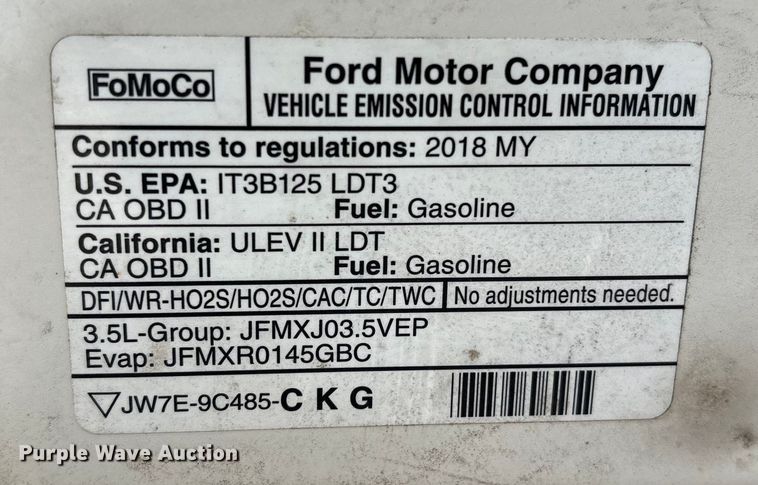 FoMoCo
Ford Motor Company
VEHICLE EMISSION CONTROL INFORMATION
Conforms to regulations: 2018 MY
U.S. EPA: IT3B125 LDT3
CA OBD II Fuel: Gasoline
California: ULEV II LDT
CA OBD II Fuel: Gasoline
DFI/WR-HO2S/HO2S/CAC/TC/TWC No adjustments needed.
3.5L-Group: JFMXJ03.5VEP
Evap: JFMXR0145GBC
JW7E-9C485-C K G
Purple Wave Auction